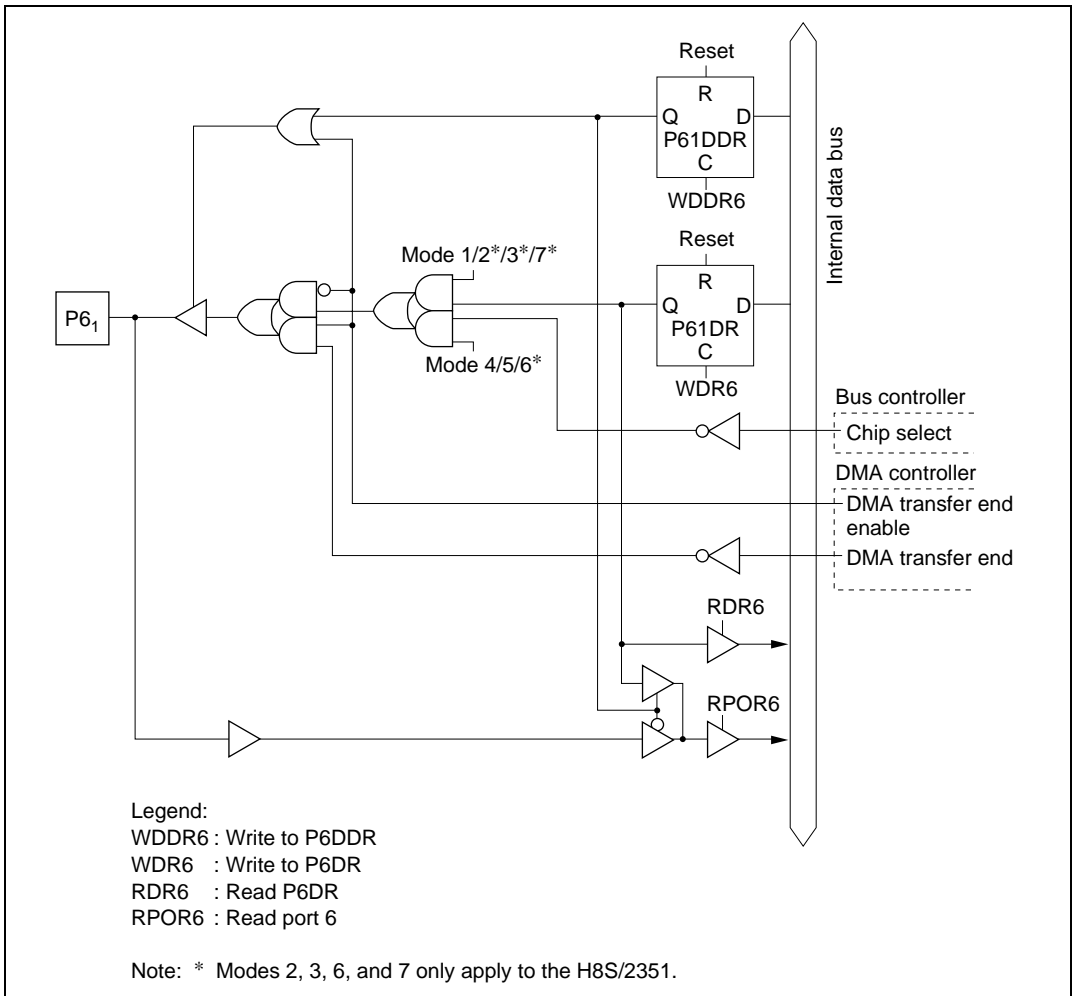 Reset
R
Q D
P61DDR
C
WDDR6
Internal data bus
Reset
Mode 1/2*/3*/7*
R
Q D
P6₁
P61DR
C
Mode 4/5/6*
WDR6
Bus controller
Chip select
DMA controller
DMA transfer end
enable
DMA transfer end
RDR6
RPOR6
Legend:
WDDR6 : Write to P6DDR
WDR6 : Write to P6DR
RDR6 : Read P6DR
RPOR6 : Read port 6
Note: * Modes 2, 3, 6, and 7 only apply to the H8S/2351.